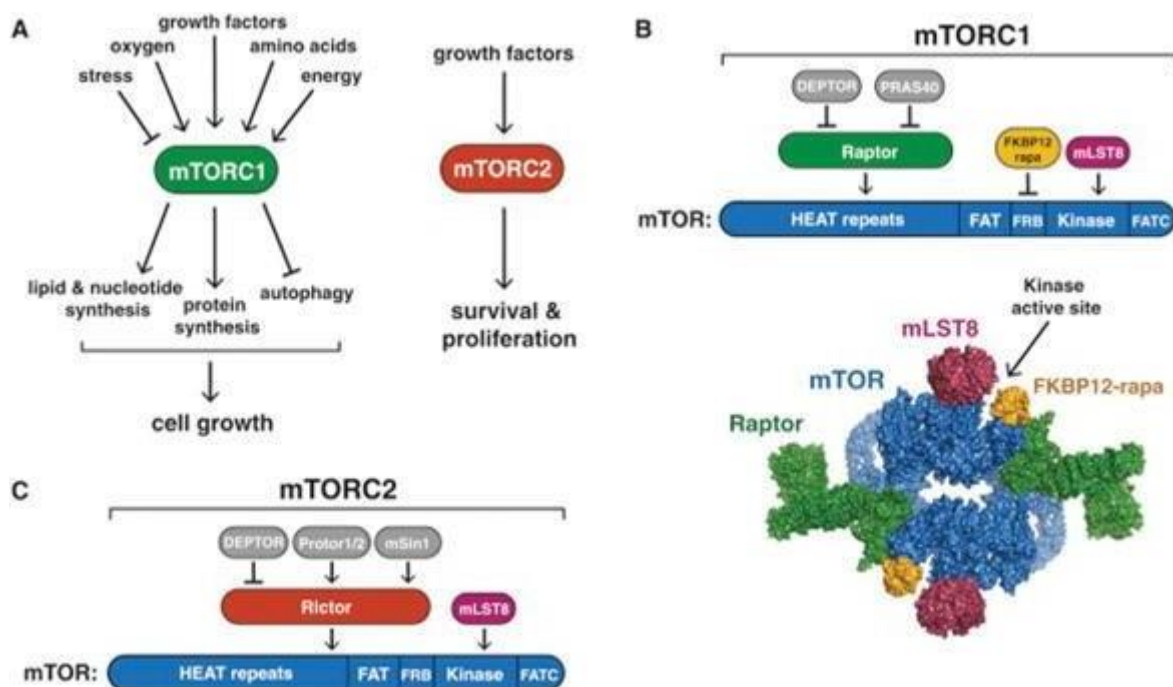 A
growth factors
oxygen
amino acids
stress
energy
mTORC1
lipid & nucleotide
synthesis
protein
synthesis
autophagy
cell growth
growth factors
mTORC2
survival &
proliferation
B
mTORC1
DEPTOR
PRAS40
Raptor
FKBP12
rapa
mLST8
mTOR:
HEAT repeats
FAT
FRB
Kinase
FATC
Kinase
active site
mLST8
mTOR
FKBP12-rapa
Raptor
C
mTORC2
DEPTOR
Protor1/2
mSin1
Rictor
mLST8
mTOR:
HEAT repeats
FAT
FRB
Kinase
FATC